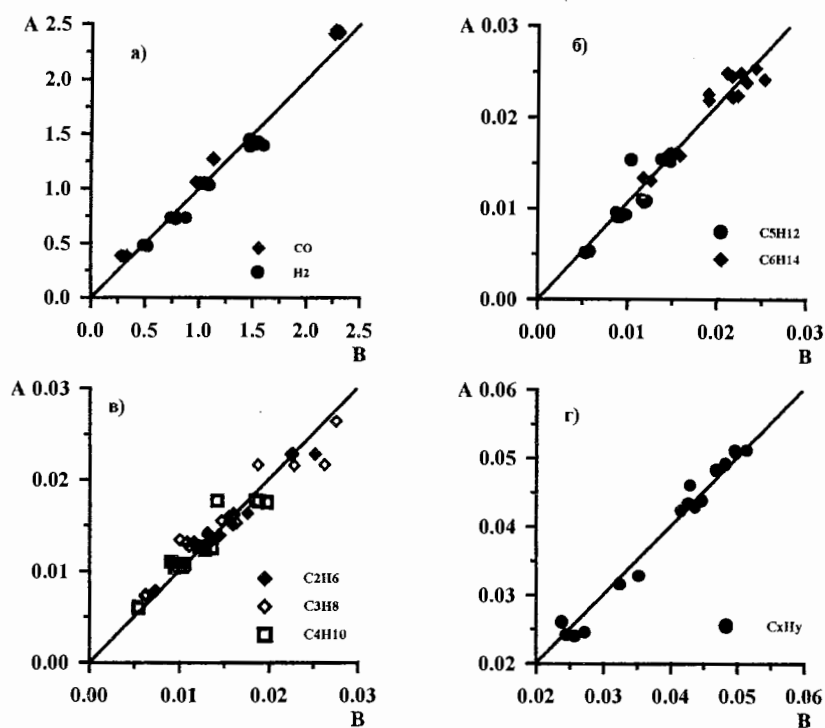 A 2.5
а)
2.0
1.5
1.0
0.5
0.0
CO
H2
0.0 0.5 1.0 1.5 2.0 2.5
B
A 0.03
б)
0.02
0.01
0.00
C5H12
C6H14
0.00 0.01 0.02 0.03
B
A 0.03
в)
0.02
0.01
0.00
C2H6
C3H8
C4H10
0.00 0.01 0.02 0.03
B
A 0.06
г)
0.05
0.04
0.03
0.02
CxHy
0.02 0.03 0.04 0.05 0.06
B